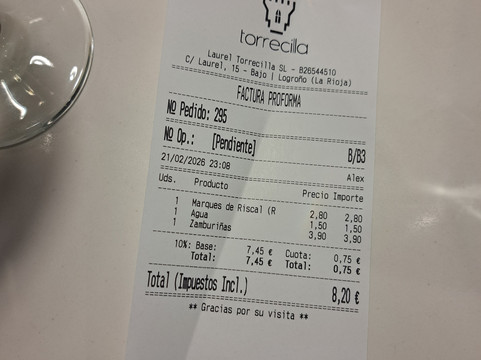 torrecilla
Laurel Torrecilla SL - B26544510
C/ Laurel, 15 - Bajo | Logroño (La Rioja)
FACTURA PROFORMA
Nº Pedido: 295
Nº Op.: [Pendiente] B/B3
21/02/2026 23:08 Alex
Uds. Producto Precio Importe
1 Marques de Riscal (R 2,80 2,80
1 Agua 1,50 1,50
1 Zamburiñas 3,90 3,90
10%: Base: 7,45 € Cuota: 0,75 €
Total: 7,45 € Total: 0,75 €
Total (Impuestos Incl.) 8,20 €
** Gracias por su visita **